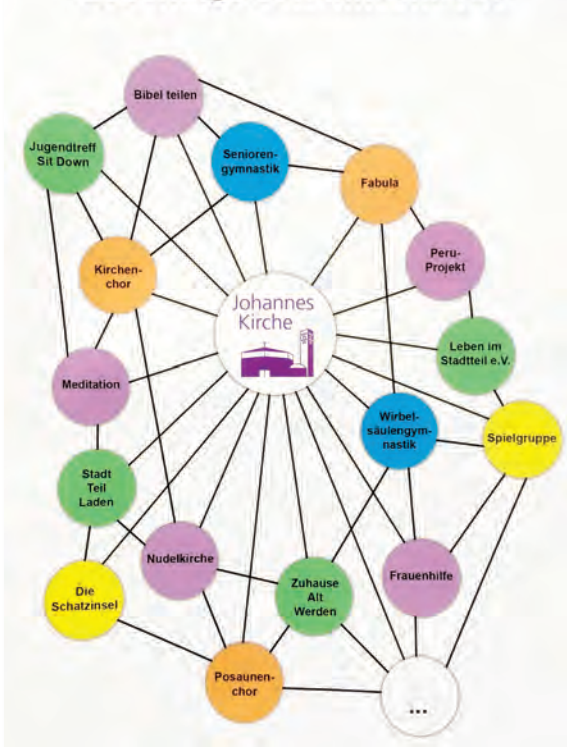 Bibel teilen
Jugendtreff
Sit Down
Senioren-
gymnastik
Fabula
Kirchen-
chor
Peru-
Projekt
Johannes
Kirche
Leben im
Stadtteil e.V.
Meditation
Wirbel-
säulengym-
nastik
Spielgruppe
Stadt
Teil
Laden
Nudelkirche
Frauenhilfe
Die
Schatzinsel
Zuhause
Alt
Werden
Posaunen-
chor
...